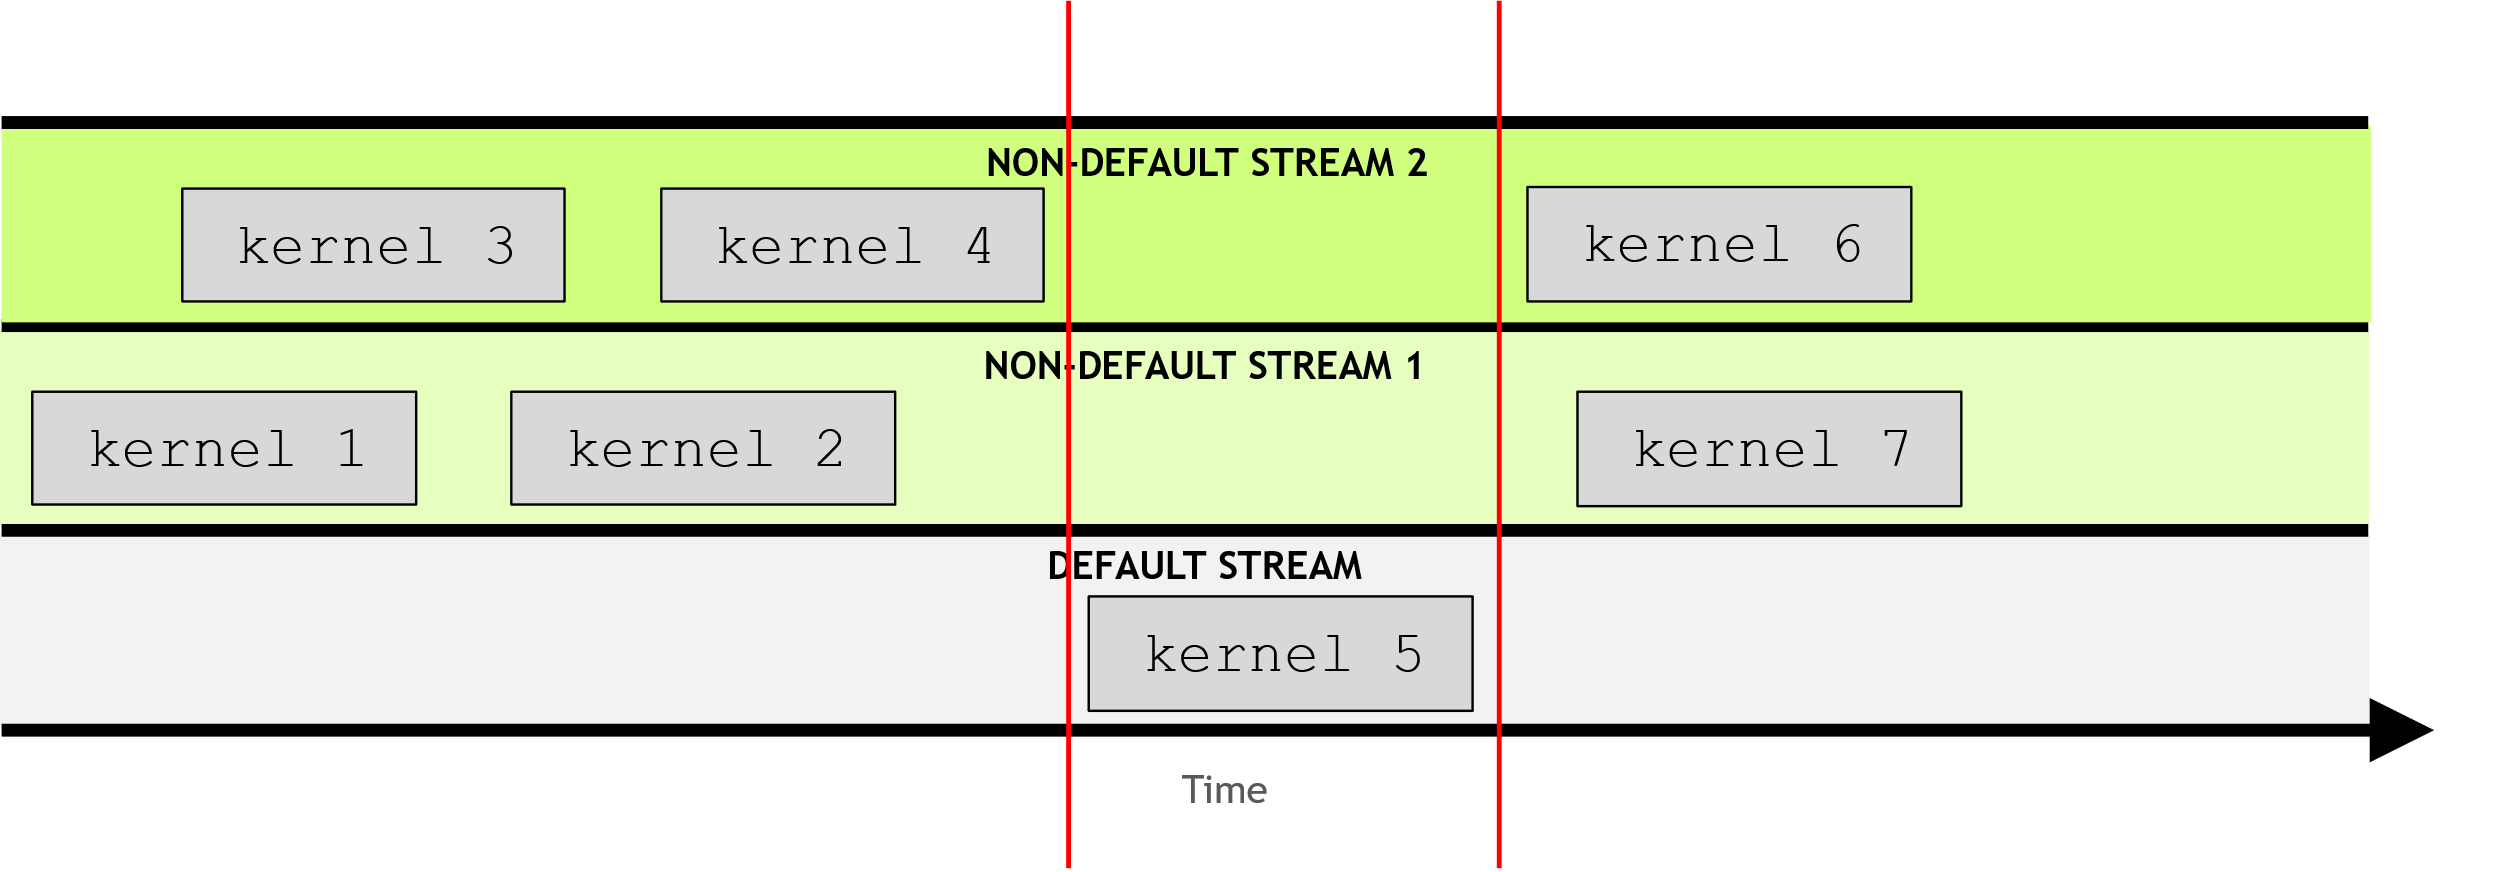 NON-DEFAULT STREAM 2
kernel 3
kernel 4
kernel 6
NON-DEFAULT STREAM 1
kernel 1
kernel 2
kernel 7
DEFAULT STREAM
kernel 5
Time